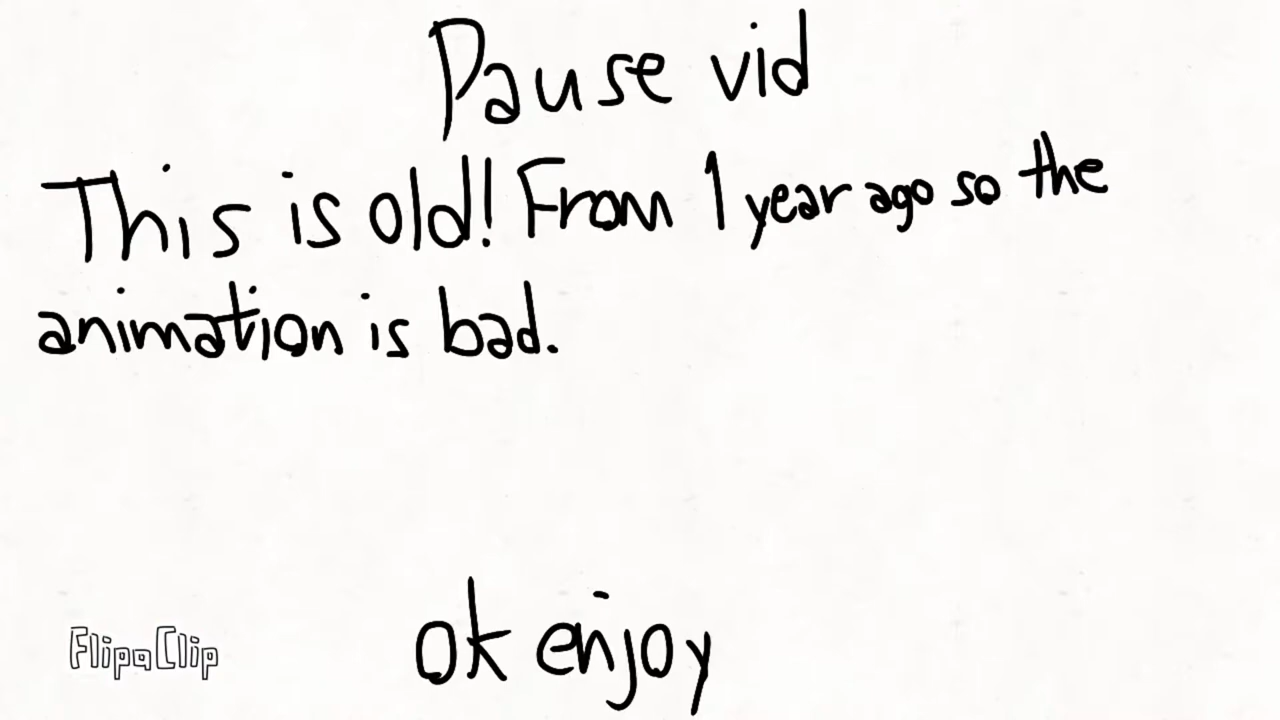 Pause vid
This is old! From 1 year ago so the
animation is bad.
ok enjoy
FlipaClip